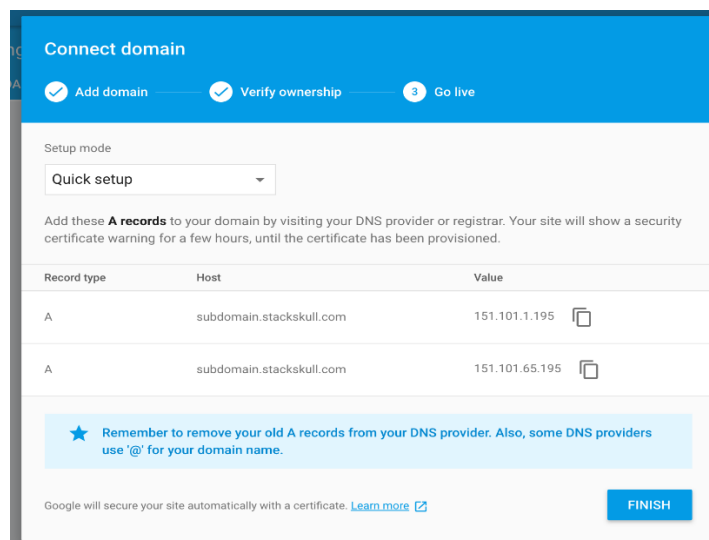 Connect domain
Add domain Verify ownership 3 Go live
Setup mode
Quick setup
Add these A records to your domain by visiting your DNS provider or registrar. Your site will show a security
certificate warning for a few hours, until the certificate has been provisioned.
Record type Host Value
A subdomain.stackskull.com 151.101.1.195
A subdomain.stackskull.com 151.101.65.195
Remember to remove your old A records from your DNS provider. Also, some DNS providers
use '@' for your domain name.
Google will secure your site automatically with a certificate. Learn more FINISH